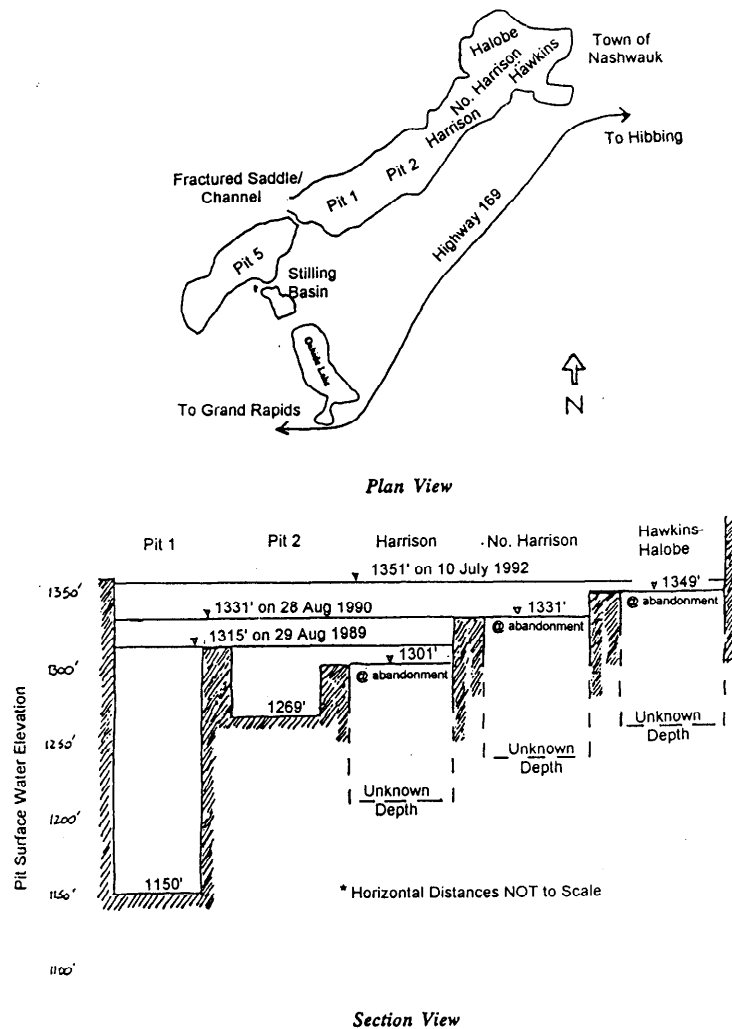 Halobe
No. Harrison
Hawkins
Town of
Nashwauk
Harrison
To Hibbing
Pit 2
Fractured Saddle/
Channel
Pit 1
Highway 169
Pit 5
Stilling
Basin
Outside Lake
To Grand Rapids
N
Plan View
Pit 1
Pit 2
Harrison
No. Harrison
Hawkins-
Halobe
1351' on 10 July 1992
1350'
1349'
@ abandonment
1331' on 28 Aug 1990
1331'
@ abandonment
1315' on 29 Aug 1989
1301'
1300'
@ abandonment
1269'
1250'
Unknown
Depth
Unknown
Depth
Unknown
Depth
1200'
Pit Surface Water Elevation
1150'
1150'
* Horizontal Distances NOT to Scale
1100'
Section View